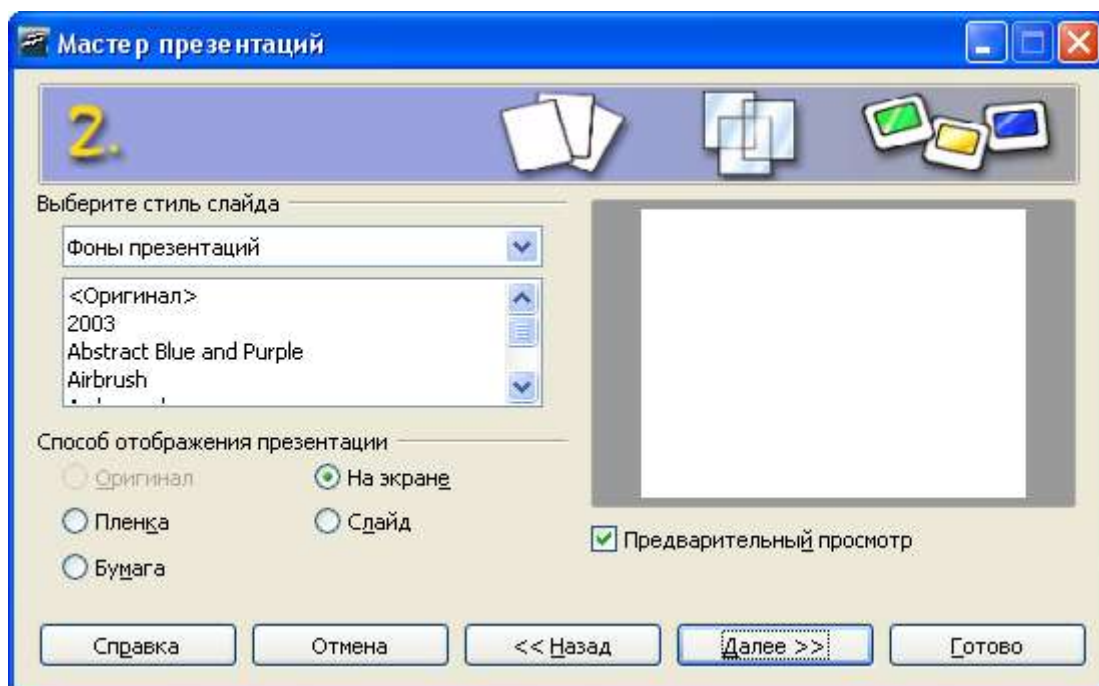 Мастер презентаций
2.
Выберите стиль слайда
Фоны презентаций
<Оригинал>
2003
Abstract Blue and Purple
Airbrush
Способ отображения презентации
Оригинал
На экране
Пленка
Слайд
Предварительный просмотр
Бумага
Справка
Отмена
<< Назад
Далее >>
Готово